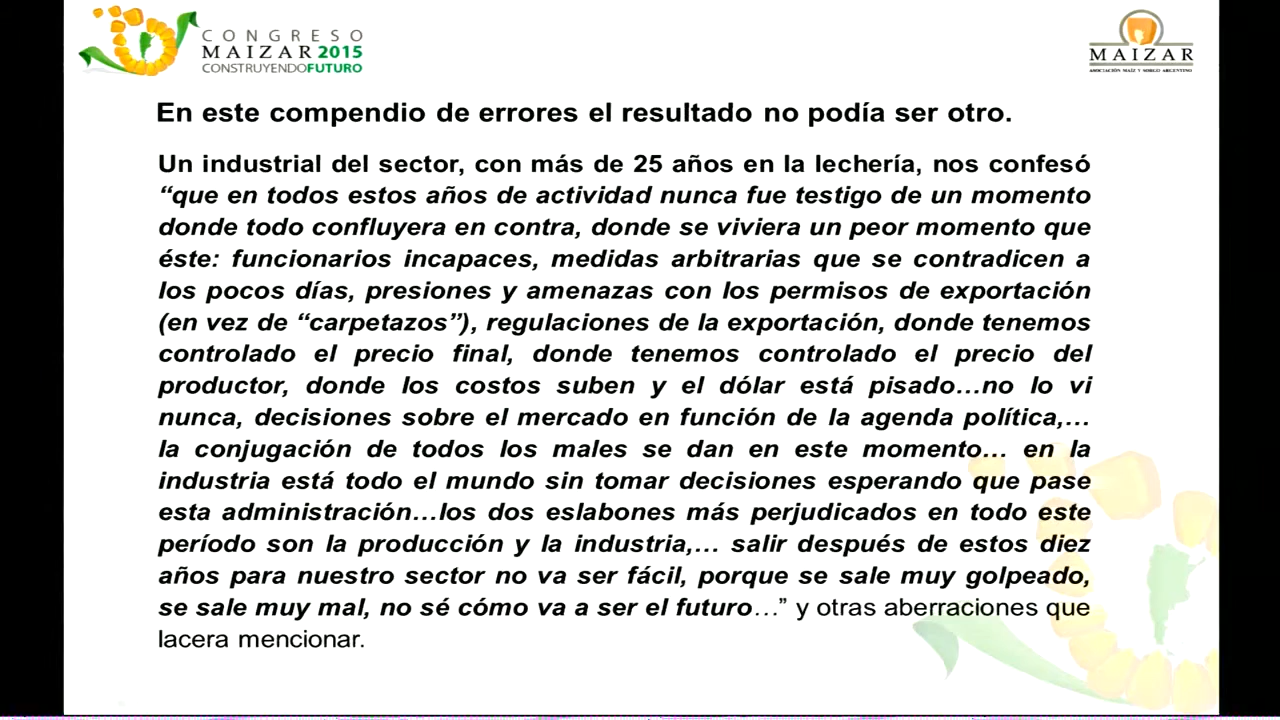 CONGRESO
MAIZAR 2015
CONSTRUYENDOFUTURO
MAIZAR
ASOCIACIÓN MAÍZ Y SORGO ARGENTINO
En este compendio de errores el resultado no podía ser otro.
Un industrial del sector, con más de 25 años en la lechería, nos confesó
“que en todos estos años de actividad nunca fue testigo de un momento
donde todo confluyera en contra, donde se viviera un peor momento que
éste: funcionarios incapaces, medidas arbitrarias que se contradicen a
los pocos días, presiones y amenazas con los permisos de exportación
(en vez de “carpetazos”), regulaciones de la exportación, donde tenemos
controlado el precio final, donde tenemos controlado el precio del
productor, donde los costos suben y el dólar está pisado…no lo vi
nunca, decisiones sobre el mercado en función de la agenda política,…
la conjugación de todos los males se dan en este momento… en la
industria está todo el mundo sin tomar decisiones esperando que pase
esta administración…los dos eslabones más perjudicados en todo este
período son la producción y la industria,… salir después de estos diez
años para nuestro sector no va ser fácil, porque se sale muy golpeado,
se sale muy mal, no sé cómo va a ser el futuro…” y otras aberraciones que
lacera mencionar.